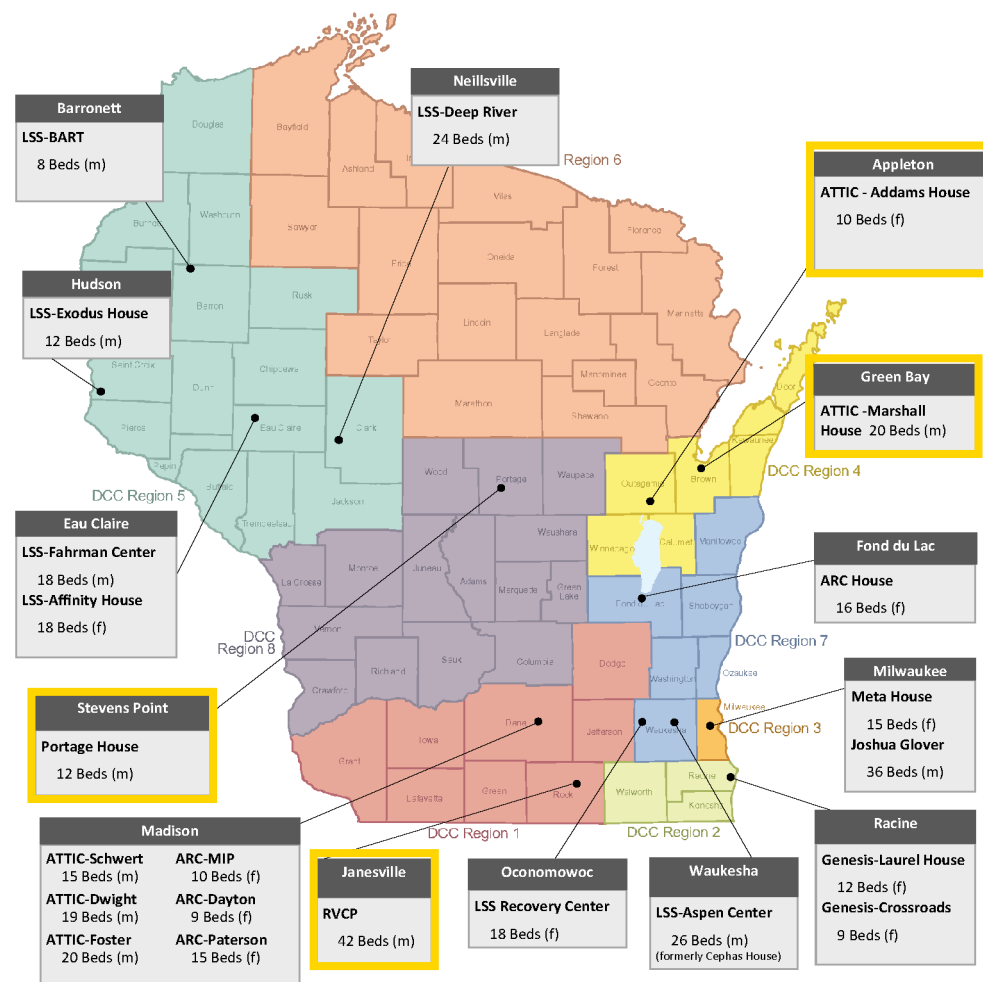 Neillsville
LSS-Deep River
24 Beds (m)
Barronett
LSS-BART
8 Beds (m)
Region 6
Appleton
ATTIC - Addams House
10 Beds (f)
Hudson
LSS-Exodus House
12 Beds (m)
Green Bay
ATTIC -Marshall
House 20 Beds (m)
DCC Region 4
DCC Region 5
Eau Claire
LSS-Fahrman Center
18 Beds (m)
LSS-Affinity House
18 Beds (f)
Fond du Lac
ARC House
16 Beds (f)
DCC
Region 8
DCC Region 7
Milwaukee
Meta House
15 Beds (f)
Joshua Glover
36 Beds (m)
DCC Region 3
Stevens Point
Portage House
12 Beds (m)
DCC Region 1
DCC Region 2
Madison
ATTIC-Schwert
15 Beds (m)
ATTIC-Dwight
19 Beds (m)
ATTIC-Foster
20 Beds (m)
ARC-MIP
10 Beds (f)
ARC-Dayton
9 Beds (f)
ARC-Paterson
15 Beds (f)
Janesville
RVCP
42 Beds (m)
Oconomowoc
LSS Recovery Center
18 Beds (f)
Waukesha
LSS-Aspen Center
26 Beds (m)
(formerly Cephas House)
Racine
Genesis-Laurel House
12 Beds (f)
Genesis-Crossroads
9 Beds (f)
Douglas
Bayfield
Ashland
Vilas
Washburn
Sawyer
Florence
Oneida
Forest
Price
Rusk
Barron
Marinette
Lincoln
Langlade
Taylor
Saint Croix
Chippewa
Dunn
Menominee
Oconto
Door
Marathon
Shawano
Pierce
Eau Claire
Clark
Kewaunee
Pepin
Buffalo
Wood
Portage
Waupaca
Outagamie
Brown
Jackson
Trempealeau
Waushara
Winnebago
Calumet
Manitowoc
La Crosse
Monroe
Juneau
Adams
Marquette
Green
Lake
Sheboygan
Vernon
Richland
Sauk
Columbia
Dodge
Washington
Ozaukee
Crawford
Milwaukee
Grant
Iowa
Dane
Jefferson
Waukesha
Lafayette
Green
Rock
Walworth
Racine
Kenosha